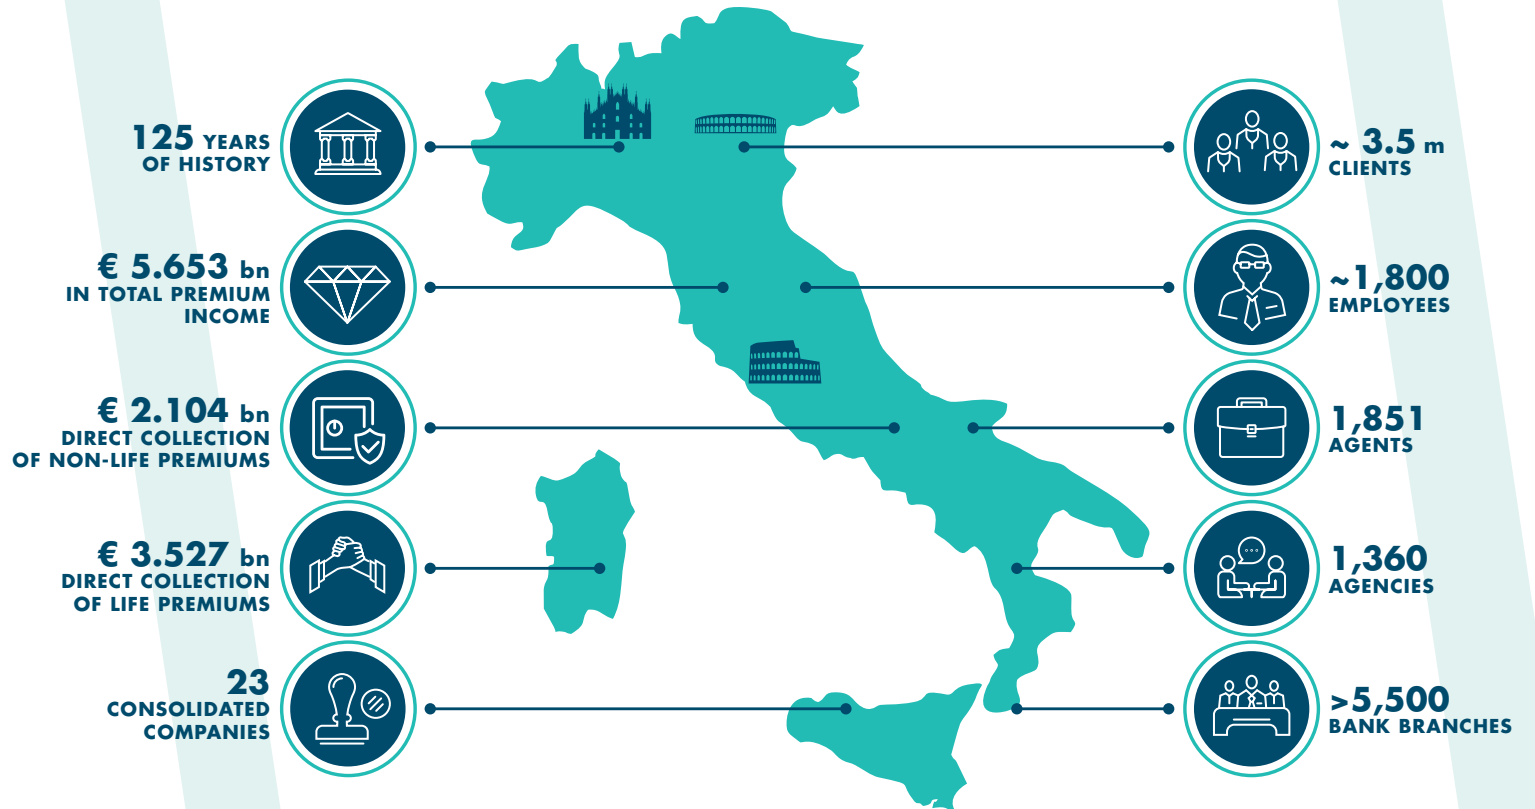 125 YEARS
OF HISTORY
€ 5.653 bn
IN TOTAL PREMIUM
INCOME
€ 2.104 bn
DIRECT COLLECTION
OF NON-LIFE PREMIUMS
€ 3.527 bn
DIRECT COLLECTION
OF LIFE PREMIUMS
23
CONSOLIDATED
COMPANIES
~ 3.5 m
CLIENTS
~1,800
EMPLOYEES
1,851
AGENTS
1,360
AGENCIES
>5,500
BANK BRANCHES